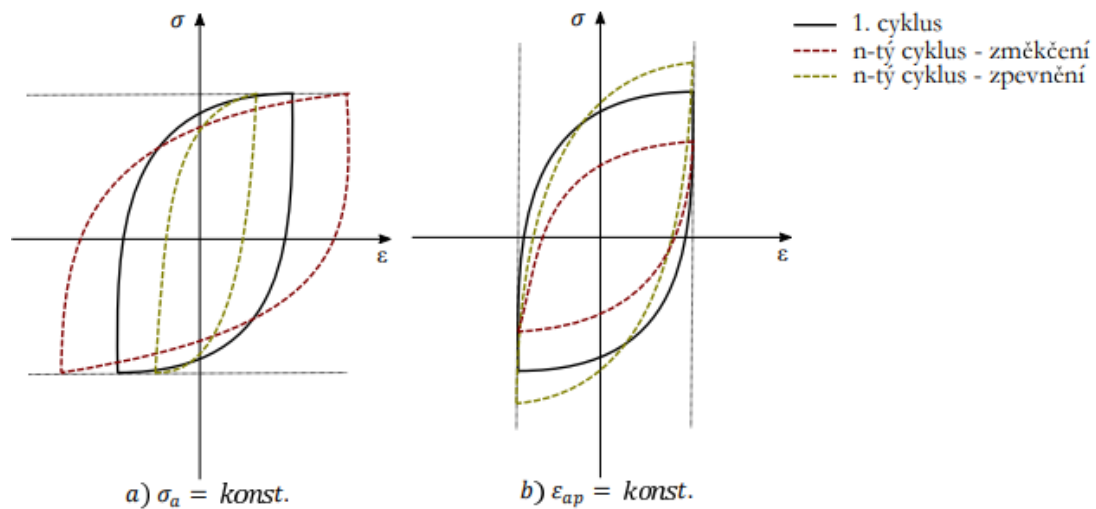 σ
ε
a) σₐ = konst.
σ
ε
b) εₐₚ = konst.
1. cyklus
n-tý cyklus - změkčení
n-tý cyklus - zpevnění